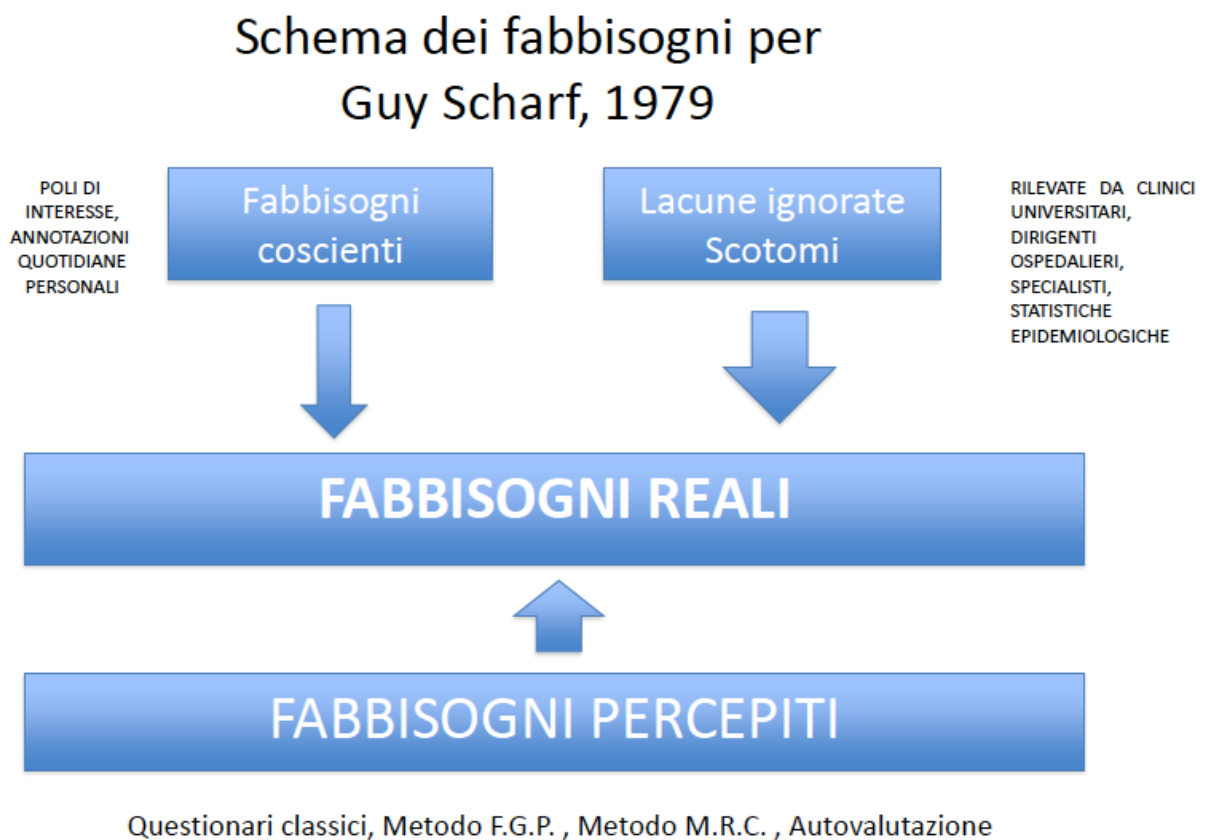 Schema dei fabbisogni per
Guy Scharf, 1979
POLI DI
INTERESSE,
ANNOTAZIONI
QUOTIDIANE
PERSONALI
Fabbisogni
coscienti
Lacune ignorate
Scotomi
RILEVATE DA CLINICI
UNIVERSITARI,
DIRIGENTI
OSPEDALIERI,
SPECIALISTI,
STATISTICHE
EPIDEMIOLOGICHE
FABBISOGNI REALI
FABBISOGNI PERCEPITI
Questionari classici, Metodo F.G.P. , Metodo M.R.C. , Autovalutazione